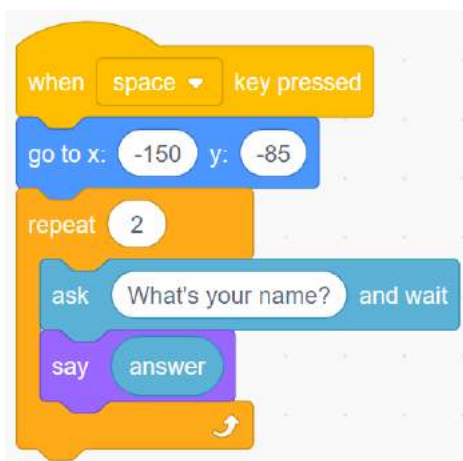 when space key pressed
go to x: -150 y: -85
repeat 2
ask What's your name? and wait
say answer